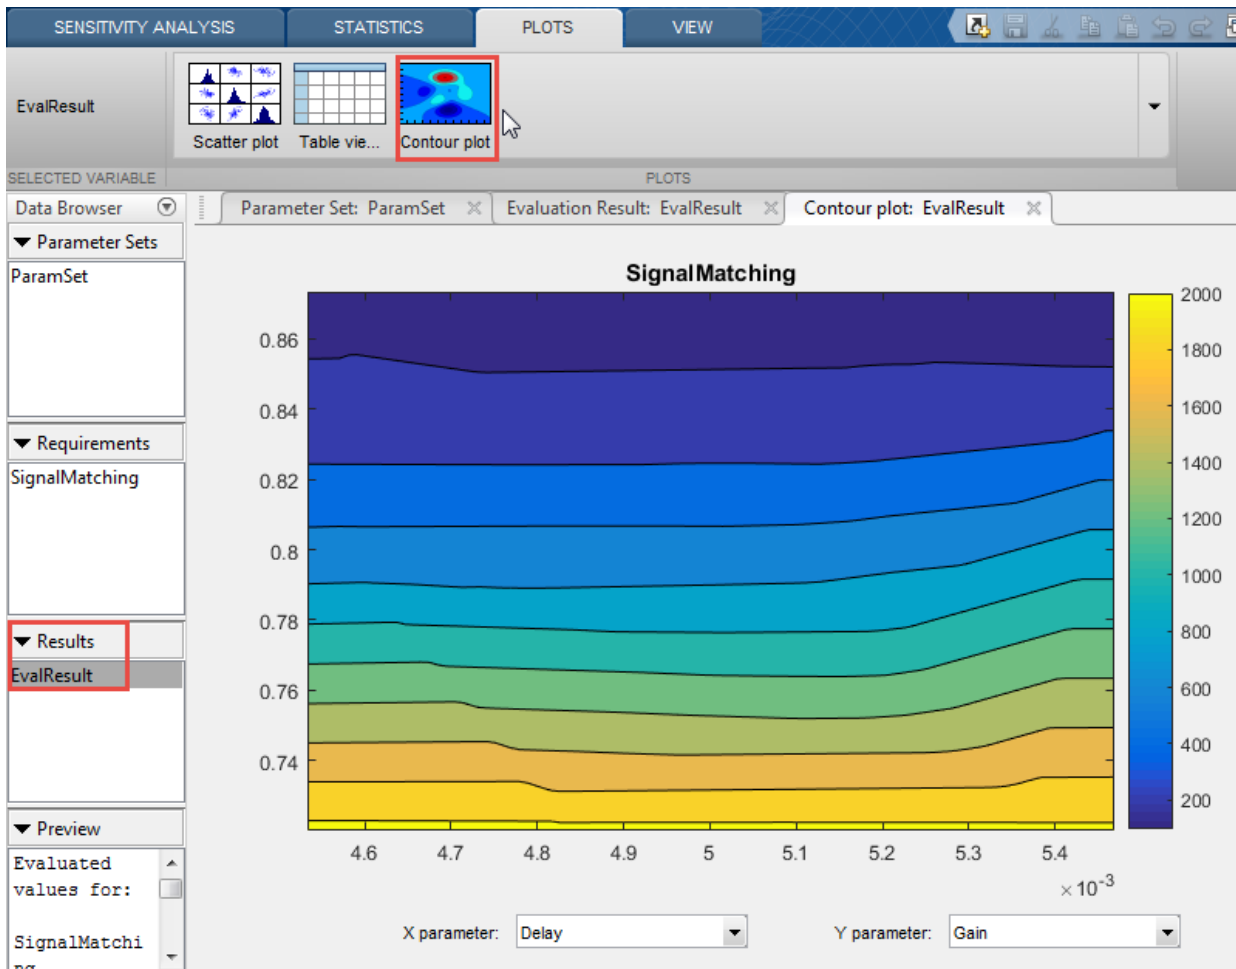 SENSITIVITY ANALYSIS STATISTICS PLOTS VIEW
EvalResult
Scatter plot Table vie... Contour plot
SELECTED VARIABLE PLOTS
Data Browser Parameter Set: ParamSet Evaluation Result: EvalResult Contour plot: EvalResult
Parameter Sets
ParamSet
Requirements
SignalMatching
Results
EvalResult
Preview
Evaluated
values for:
SignalMatchi
ng
SignalMatching
0.86
0.84
0.82
0.8
0.78
0.76
0.74
4.6 4.7 4.8 4.9 5 5.1 5.2 5.3 5.4
×10-3
2000
1800
1600
1400
1200
1000
800
600
400
200
X parameter: Delay Y parameter: Gain